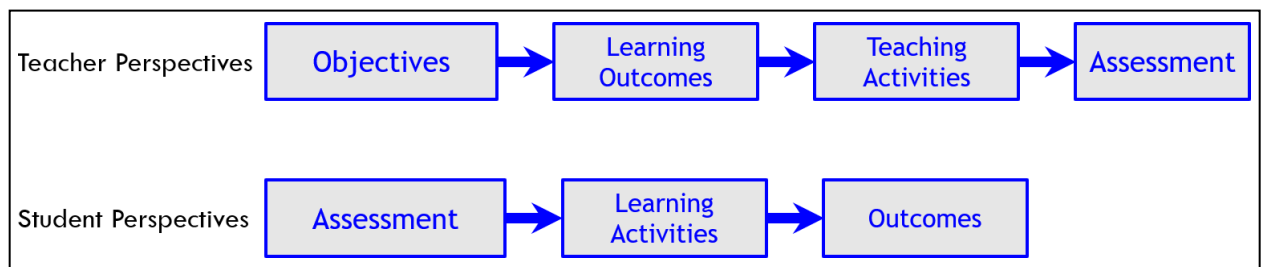 Teacher Perspectives
Objectives
Learning
Outcomes
Teaching
Activities
Assessment
Student Perspectives
Assessment
Learning
Activities
Outcomes